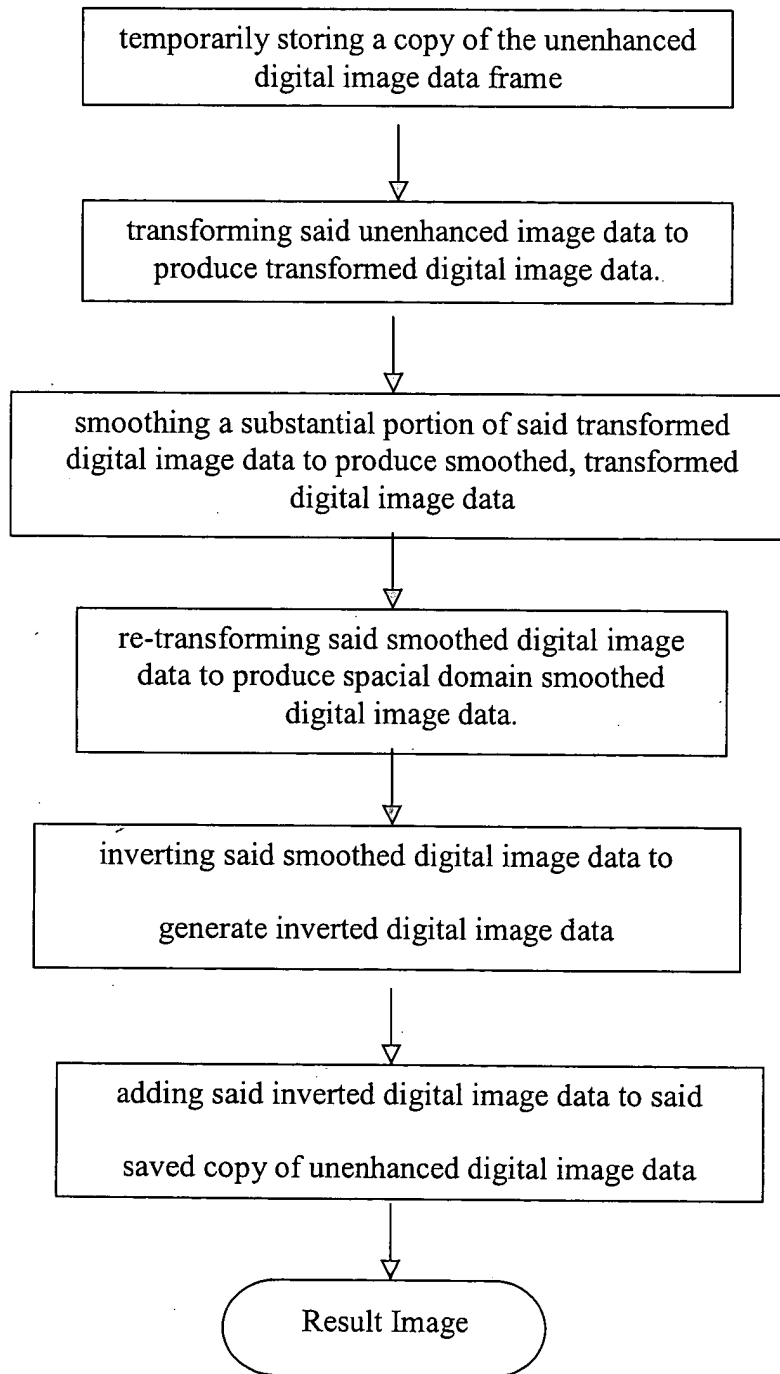 temporarily storing a copy of the unenhanced
digital image data frame
transforming said unenhanced image data to
produce transformed digital image data.
smoothing a substantial portion of said transformed
digital image data to produce smoothed, transformed
digital image data
re-transforming said smoothed digital image
data to produce spacial domain smoothed
digital image data.
inverting said smoothed digital image data to
generate inverted digital image data
adding said inverted digital image data to said
saved copy of unenhanced digital image data
Result Image